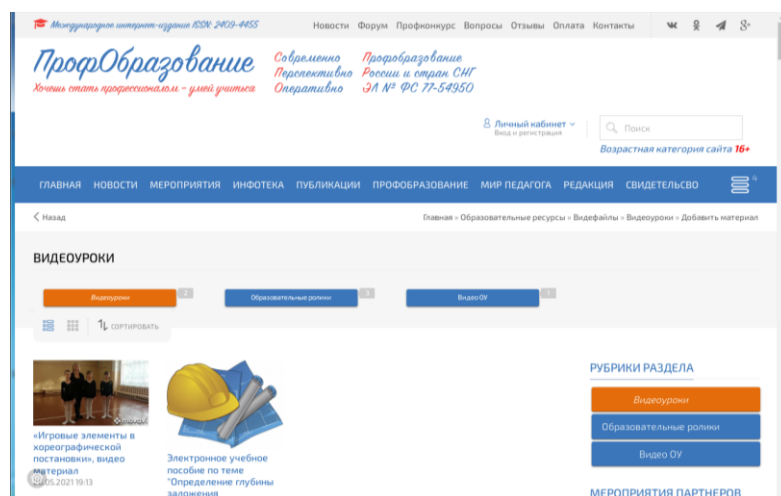 Международное интернет-издание ISSN: 2409-4455
Новости Форум Профконкурс Вопросы Отзывы Оплата Контакты
ПрофОбразование
Хочешь стать профессионалом – умей учиться
Современно
Перспективно
Оперативно
Профобразование
России и стран СНГ
ЭЛ № ФС 77-54950
Личный кабинет
Вход и регистрация
Поиск
Возрастная категория сайта 16+
ГЛАВНАЯ НОВОСТИ МЕРОПРИЯТИЯ ИНФОТЕКА ПУБЛИКАЦИИ ПРОФОБРАЗОВАНИЕ МИР ПЕДАГОГА РЕДАКЦИЯ СВИДЕТЕЛЬСВО 4
Назад
Главная » Образовательные ресурсы » Видефайлы » Видеоуроки » Добавить материал
ВИДЕОУРОКИ
Видеоуроки 2
Образовательные ролики 3
Видео ОУ 1
СОРТИРОВАТЬ
«Игровые элементы в
хореографической
постановки», видео
материал
.05.2021 19:13
Электронное учебное
пособие по теме
"Определение глубины
заложения
РУБРИКИ РАЗДЕЛА
Видеоуроки
Образовательные ролики
Видео ОУ
МЕРОПРИЯТИЯ ПАРТНЕРОВ